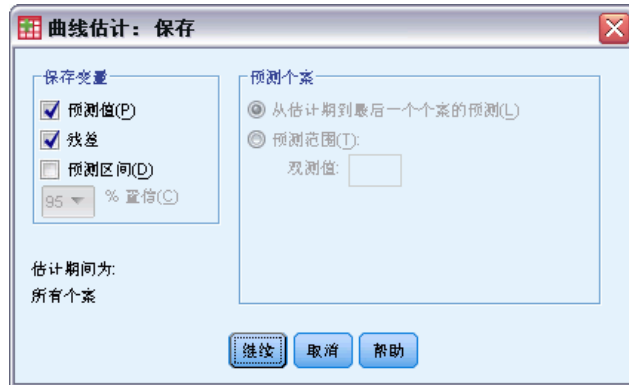 曲线估计：保存
保存变量
预测值(P)
残差
预测区间(D)
95 % 置信(C)
估计期间为:
所有个案
预测个案
从估计期到最后一个个案的预测(L)
预测范围(T):
观测值:
继续 取消 帮助